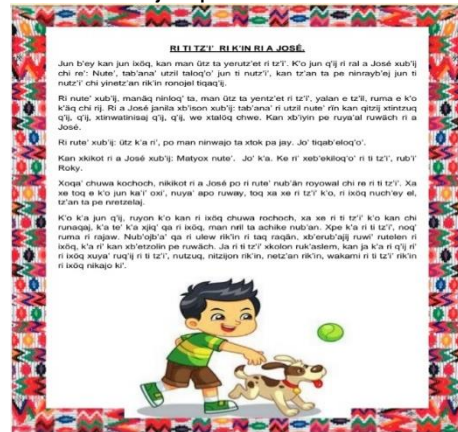 RI TI TZ'I' RI K'IN RI A JOSÉ.
Jun b'ey kan jun ixöq, kan man ütz ta yerutz'et ri tz'i'. K'o jun q'ij ri ral a José xub'ij
chi re': Nute', tab'ana' utzil taloq'o' jun ti nutz'i', kan tz'an ta pe ninrayb'ej jun ti
nutz'i' chi yinetz'an rik'in ronojel tiqaq'ij.
Ri nute' xub'ij, manäq ninloq' ta, man ütz ta yentz'et ri tz'i', yalan e tz'il, ruma e k'o
k'äq chi rij. Ri a José janila xb'ison xub'ij: tab'ana' ri utzil nute' rïn kan qitzij xtintzuq
q'ij, q'ij, xtinwatinisaj q'ij, q'ij, we xtalöq chwe. Kan xb'iyin pe ruya'al ruwäch ri a
José.
Ri rute' xub'ij: ütz k'a ri', po man ninwajo ta xtok pa jay. Jo' tiqab'eloq'o'.
Kan xkikot ri a José xub'ij: Matyox nute'. Jo' k'a. Ke ri' xeb'ekiloq'o' ri ti tz'i', rub'i'
Roky.
Xoqa' chuwa kochoch, nikikot ri a José po ri rute' nub'än royowal chi re ri ti tz'i'. Xa
xe toq e k'o jun ka'i' oxi', nuya' apo ruway, toq xa xe ri tz'i' k'o, ri ixöq nuch'ey el,
tz'an ta pe nretzelaj.
K'o k'a jun q'ij, ruyon k'o kan ri ixöq chuwa rochoch, xa xe ri ti tz'i' k'o kan chi
runaqaj, k'a te' k'a xjiq' qa ri ixöq, man ntil ta achike nub'an. Xpe k'a ri ti tz'i', noq'
ruma ri rajaw. Nub'ojb'a' qa ri ulew rik'in ri taq raqän, xb'erub'ajij ruwi' rutelen ri
ixöq, k'a ri' kan xb'etzolin pe ruwäch. Ja ri ti tz'i' xkolon ruk'aslem, kan ja k'a ri q'ij ri'
ri ixöq xuya' ruq'ij ri ti tz'i', nutzuq, nitzijon rik'in, netz'an rik'in, wakami ri ti tz'i' rik'in
ri ixöq nikajo ki'.